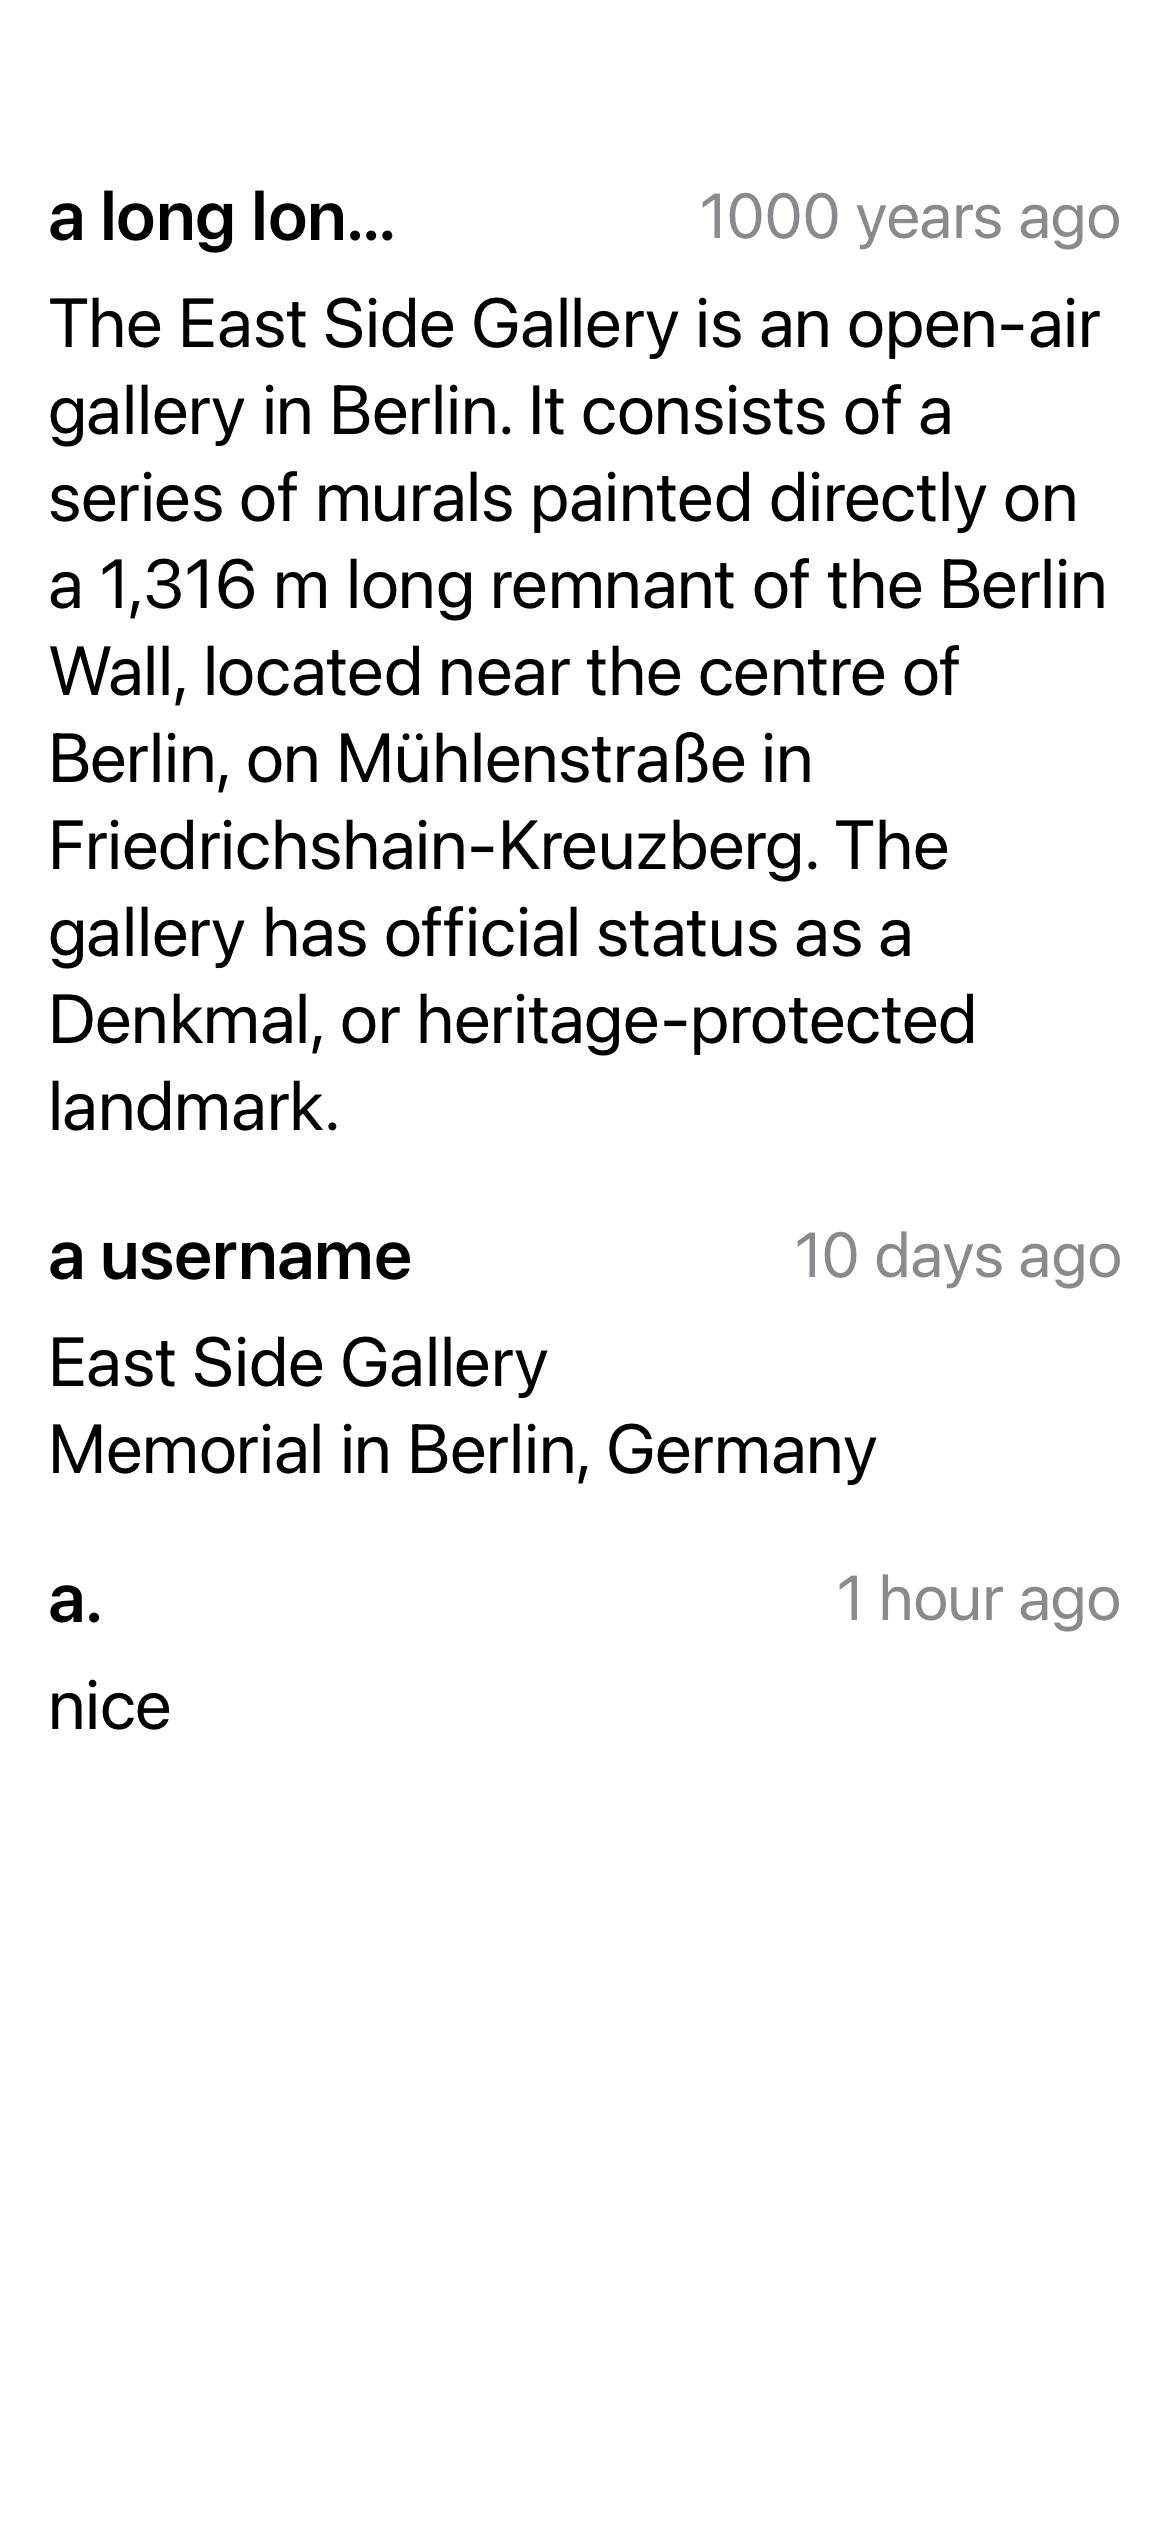 a long lon...
1000 years ago
The East Side Gallery is an open-air
gallery in Berlin. It consists of a
series of murals painted directly on
a 1,316 m long remnant of the Berlin
Wall, located near the centre of
Berlin, on Mühlenstraße in
Friedrichshain-Kreuzberg. The
gallery has official status as a
Denkmal, or heritage-protected
landmark.
a username
10 days ago
East Side Gallery
Memorial in Berlin, Germany
a.
1 hour ago
nice